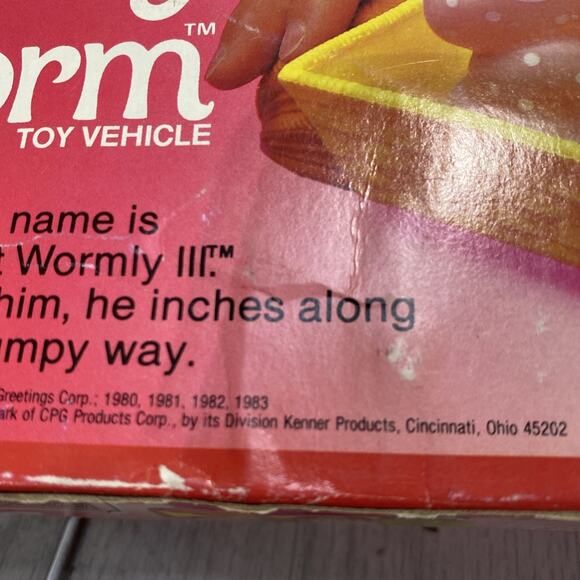 orm™
TOY VEHICLE
name is
t Wormly III.™
him, he inches along
umpy way.
Greetings Corp.; 1980, 1981, 1982, 1983
ark of CPG Products Corp., by its Division Kenner Products, Cincinnati, Ohio 45202